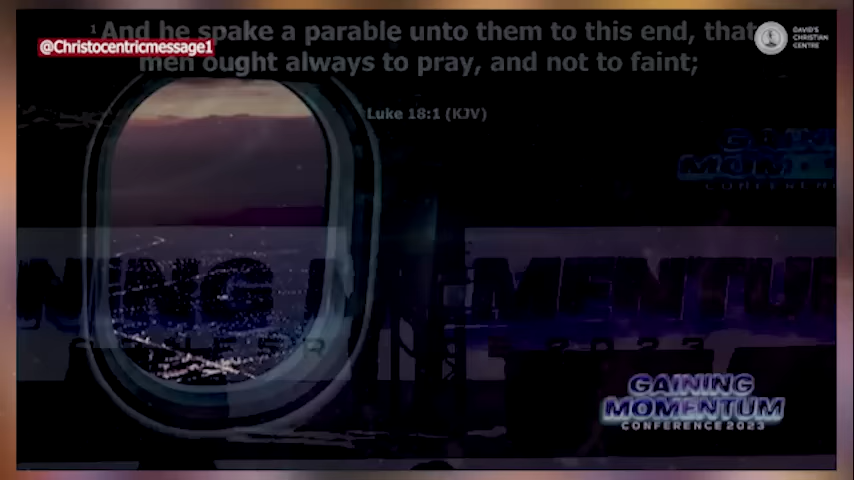 1 And he spake a parable unto them to this end, that
@Christocentricmessage1
men ought always to pray, and not to faint;
Luke 18:1 (KJV)
DAVID'S
CHRISTIAN
CENTRE
GAINING
MOMENTUM
CONFERENCE 2023